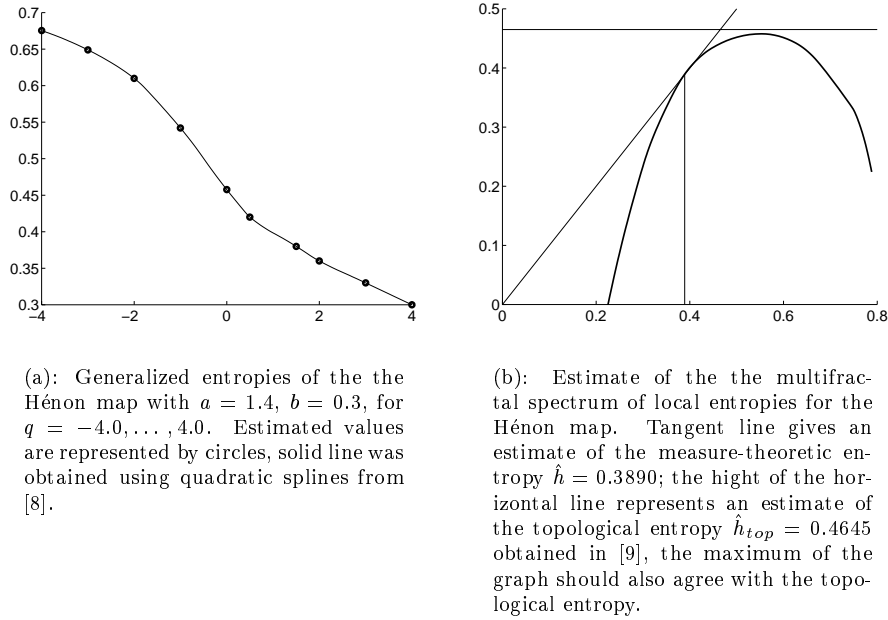 0.7
0.65
0.6
0.55
0.5
0.45
0.4
0.35
0.3
−4
−2
0
2
4
0.5
0.4
0.3
0.2
0.1
0
0
0.2
0.4
0.6
0.8
(a): Generalized entropies of the the
Hénon map with a = 1.4, b = 0.3, for
q = −4.0, . . . , 4.0. Estimated values
are represented by circles, solid line was
obtained using quadratic splines from
[8].
(b): Estimate of the the multifrac-
tal spectrum of local entropies for the
Hénon map. Tangent line gives an
estimate of the measure-theoretic en-
tropy ĥ = 0.3890; the hight of the hor-
izontal line represents an estimate of
the topological entropy ĥ_top = 0.4645
obtained in [9], the maximum of the
graph should also agree with the topo-
logical entropy.